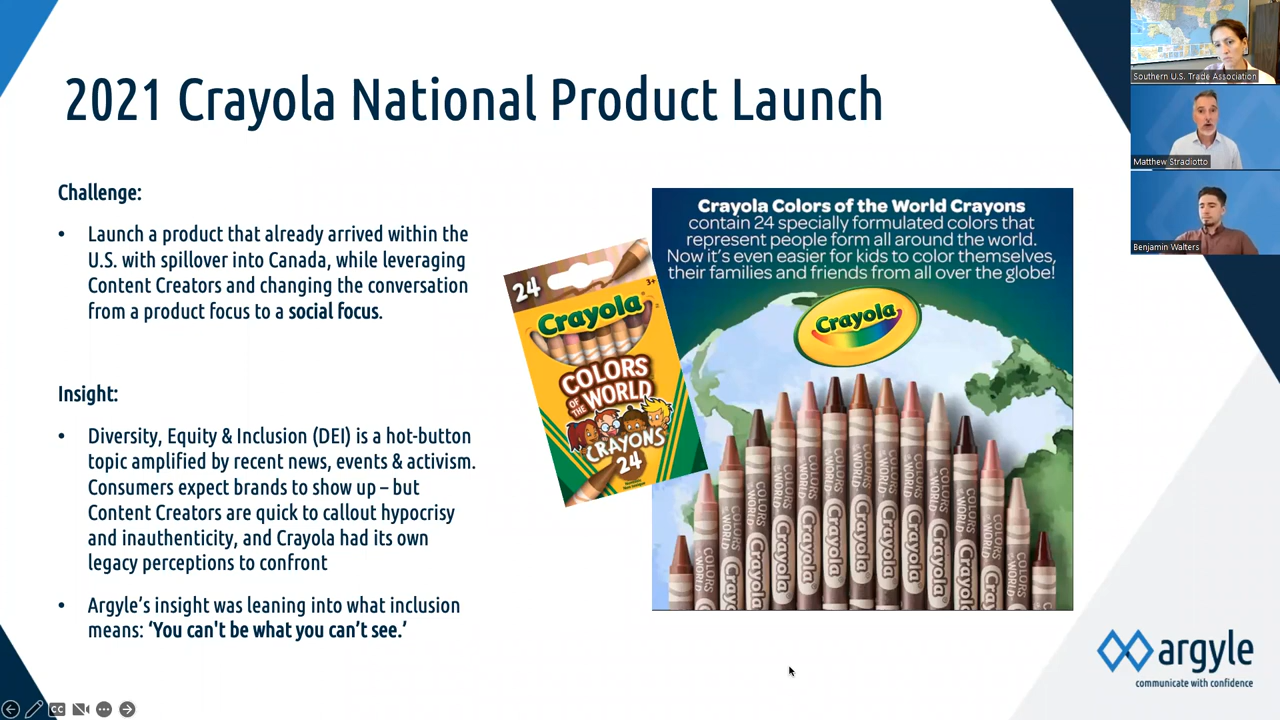 2021 Crayola National Product Launch
Southern U.S. Trade Association
Matthew Stradiotto
Benjamin Walters
Challenge:
• Launch a product that already arrived within the
U.S. with spillover into Canada, while leveraging
Content Creators and changing the conversation
from a product focus to a social focus.
Insight:
• Diversity, Equity & Inclusion (DEI) is a hot-button
topic amplified by recent news, events & activism.
Consumers expect brands to show up – but
Content Creators are quick to callout hypocrisy
and inauthenticity, and Crayola had its own
legacy perceptions to confront
• Argyle's insight was leaning into what inclusion
means: ‘You can't be what you can’t see.’
24
3+
Crayola
COLORS
OF THE
WORLD
CRAYONS
24
Crayola Colors of the World Crayons
contain 24 specially formulated colors that
represent people form all around the world.
Now it's even easier for kids to color themselves,
their families and friends from all over the globe!
Crayola
COLORS OF THE WORLD
Crayola
argyle
communicate with confidence
CC